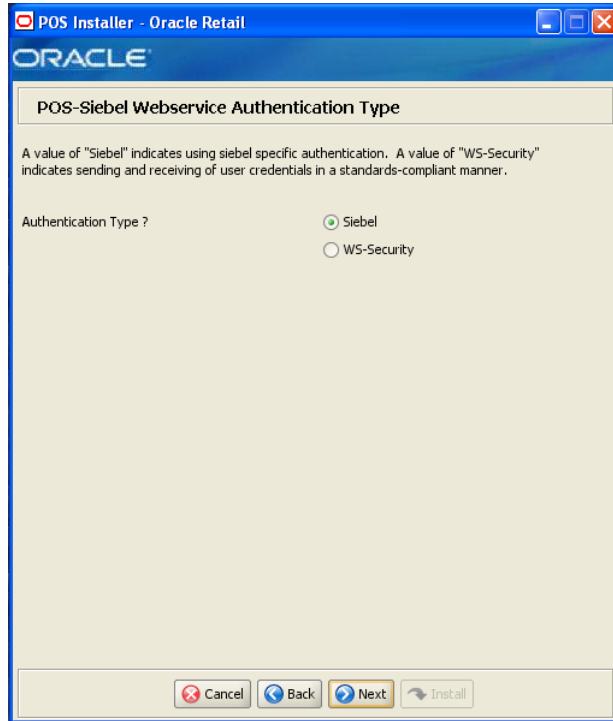 POS Installer - Oracle Retail
ORACLE
POS-Siebel Webservice Authentication Type
A value of "Siebel" indicates using siebel specific authentication.  A value of "WS-Security"
indicates sending and receiving of user credentials in a standards-compliant manner.
Authentication Type ?
Siebel
WS-Security
Cancel
Back
Next
Install